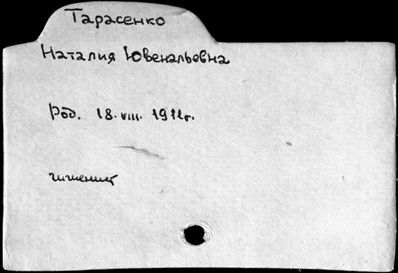 Тарасенко
Наталия Ювенальевна
Род. 18.VIII. 1911г.